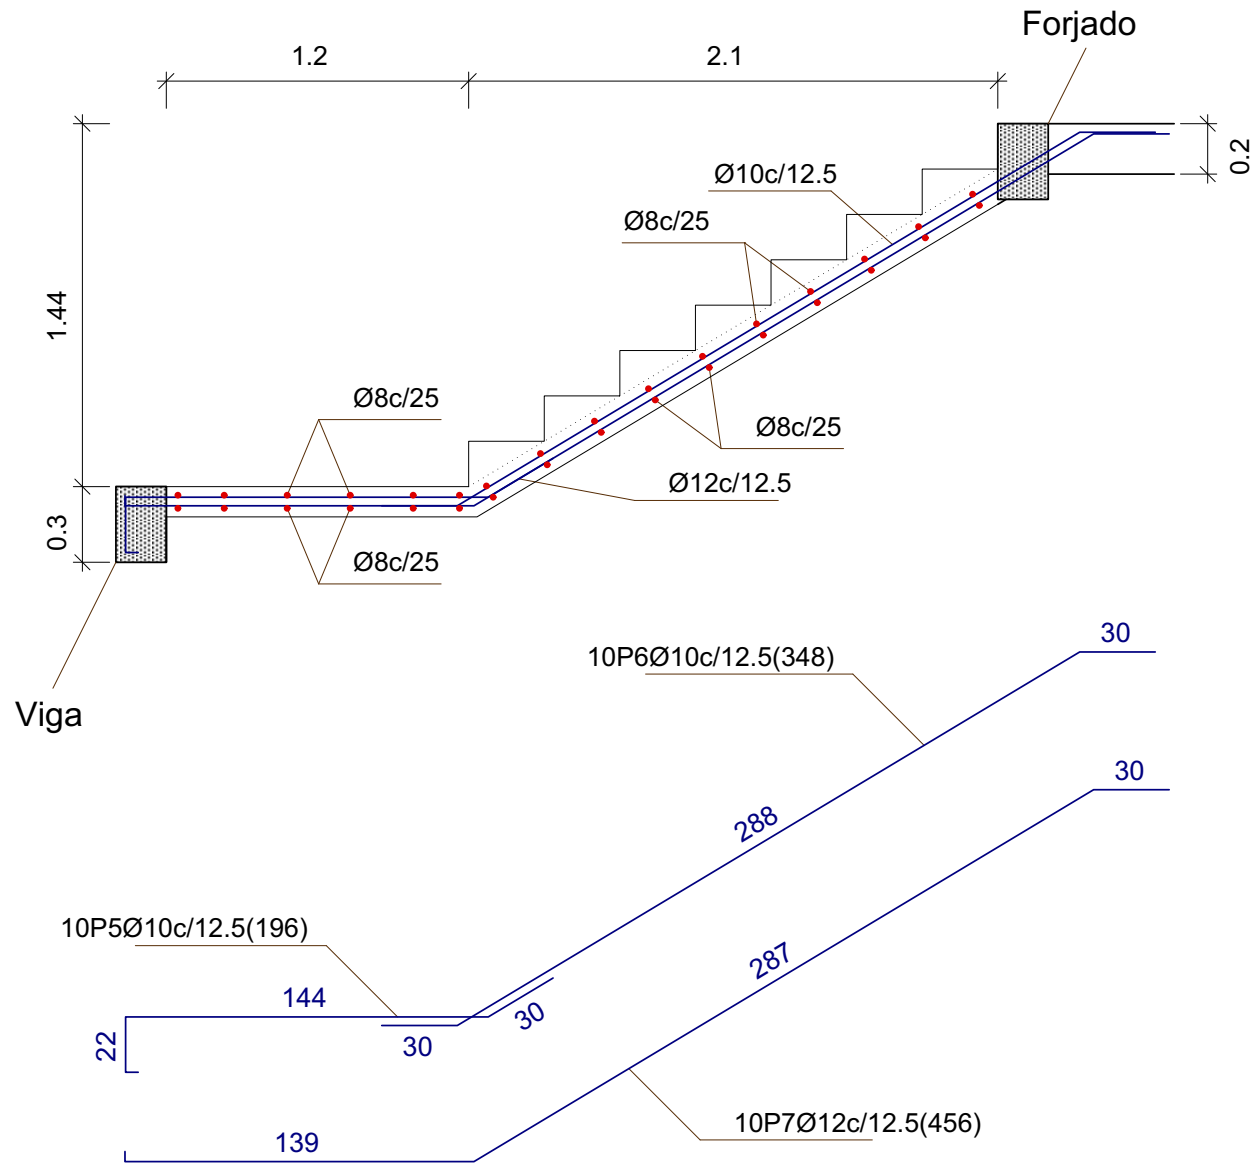 Forjado
1.2
2.1
0.2
Ø10c/12.5
Ø8c/25
1.44
Ø8c/25
Ø8c/25
Ø12c/12.5
0.3
Ø8c/25
Viga
30
10P6Ø10c/12.5(348)
30
288
10P5Ø10c/12.5(196)
287
144
30
30
22
10P7Ø12c/12.5(456)
139